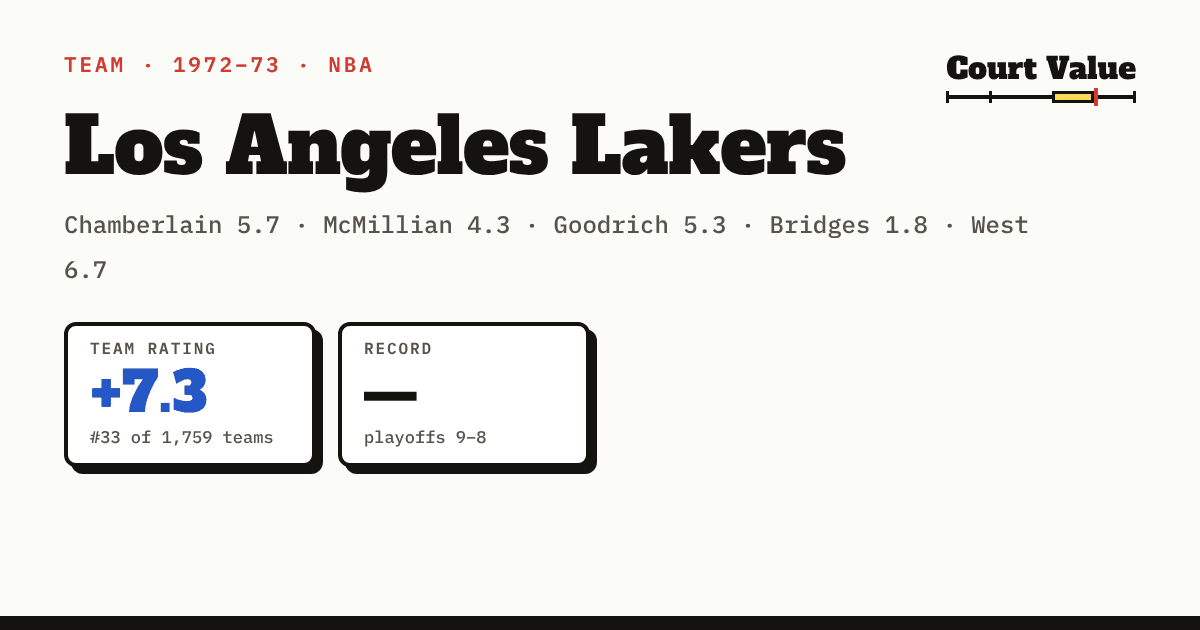 TEAM · 1972–73 · NBA
Court Value
Los Angeles Lakers
Chamberlain 5.7 · McMillian 4.3 · Goodrich 5.3 · Bridges 1.8 · West
6.7
TEAM RATING
+7.3
#33 of 1,759 teams
RECORD
—
playoffs 9–8